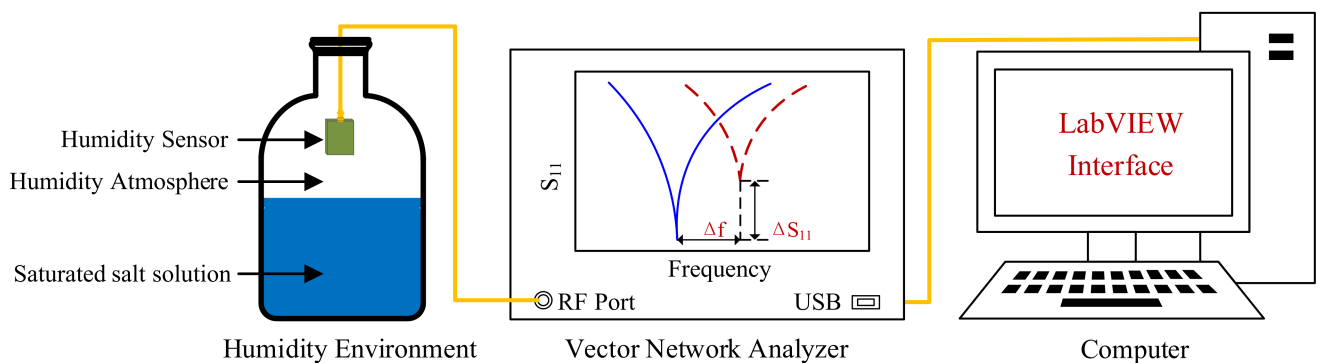 Humidity Sensor
Humidity Atmosphere
Saturated salt solution
Humidity Environment
S₁₁
Δf
ΔS₁₁
Frequency
RF Port
USB
Vector Network Analyzer
LabVIEW
Interface
Computer